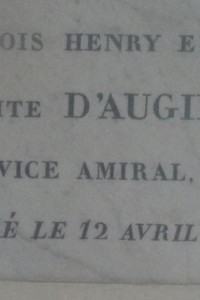 OIS HENRY E
TE D'AUGI
VICE AMIRAL,
É LE 12 AVRIL